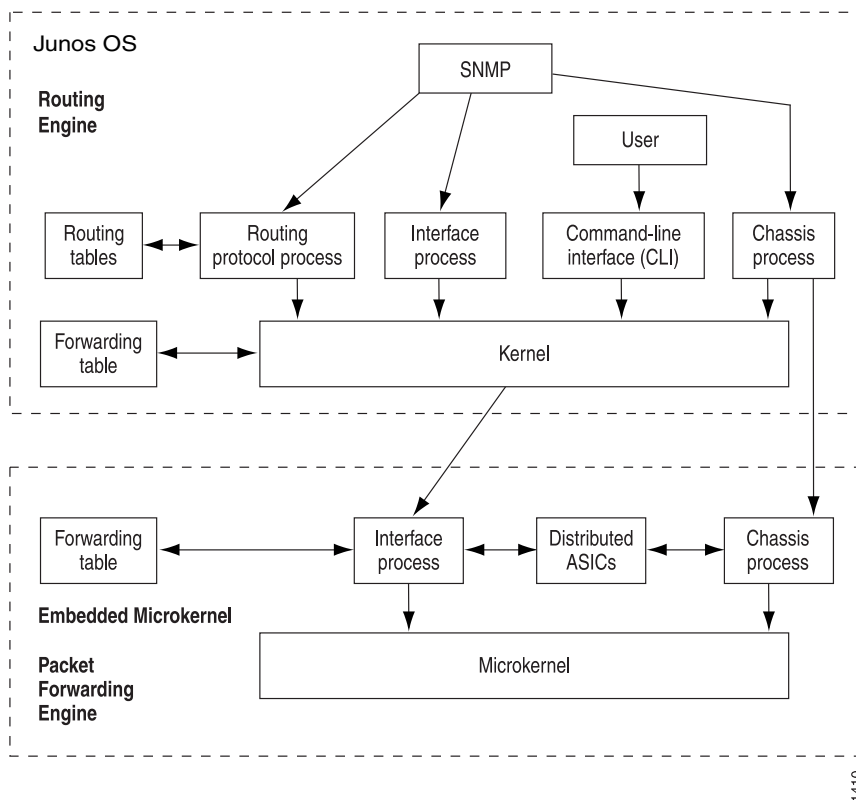 Junos OS
Routing
Engine
SNMP
User
Routing
tables
Routing
protocol process
Interface
process
Command-line
interface (CLI)
Chassis
process
Forwarding
table
Kernel
Forwarding
table
Interface
process
Distributed
ASICs
Chassis
process
Embedded Microkernel
Microkernel
Packet
Forwarding
Engine